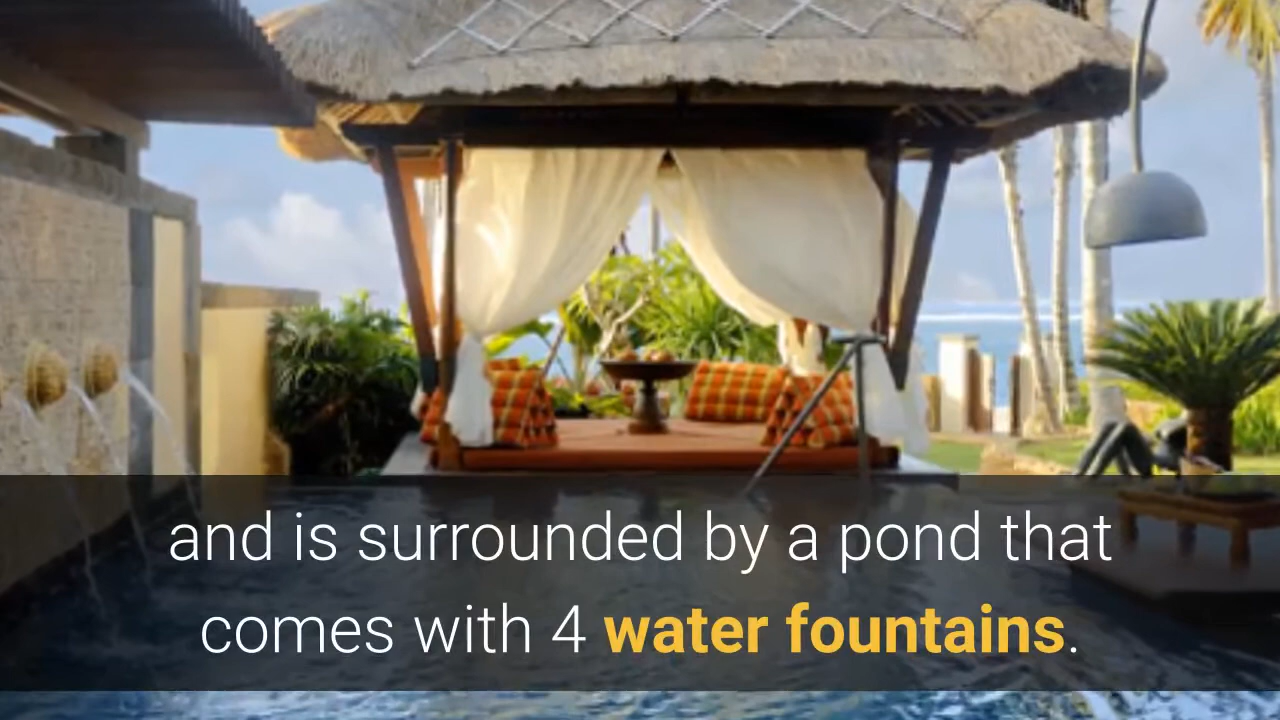 and is surrounded by a pond that
comes with 4 water fountains.